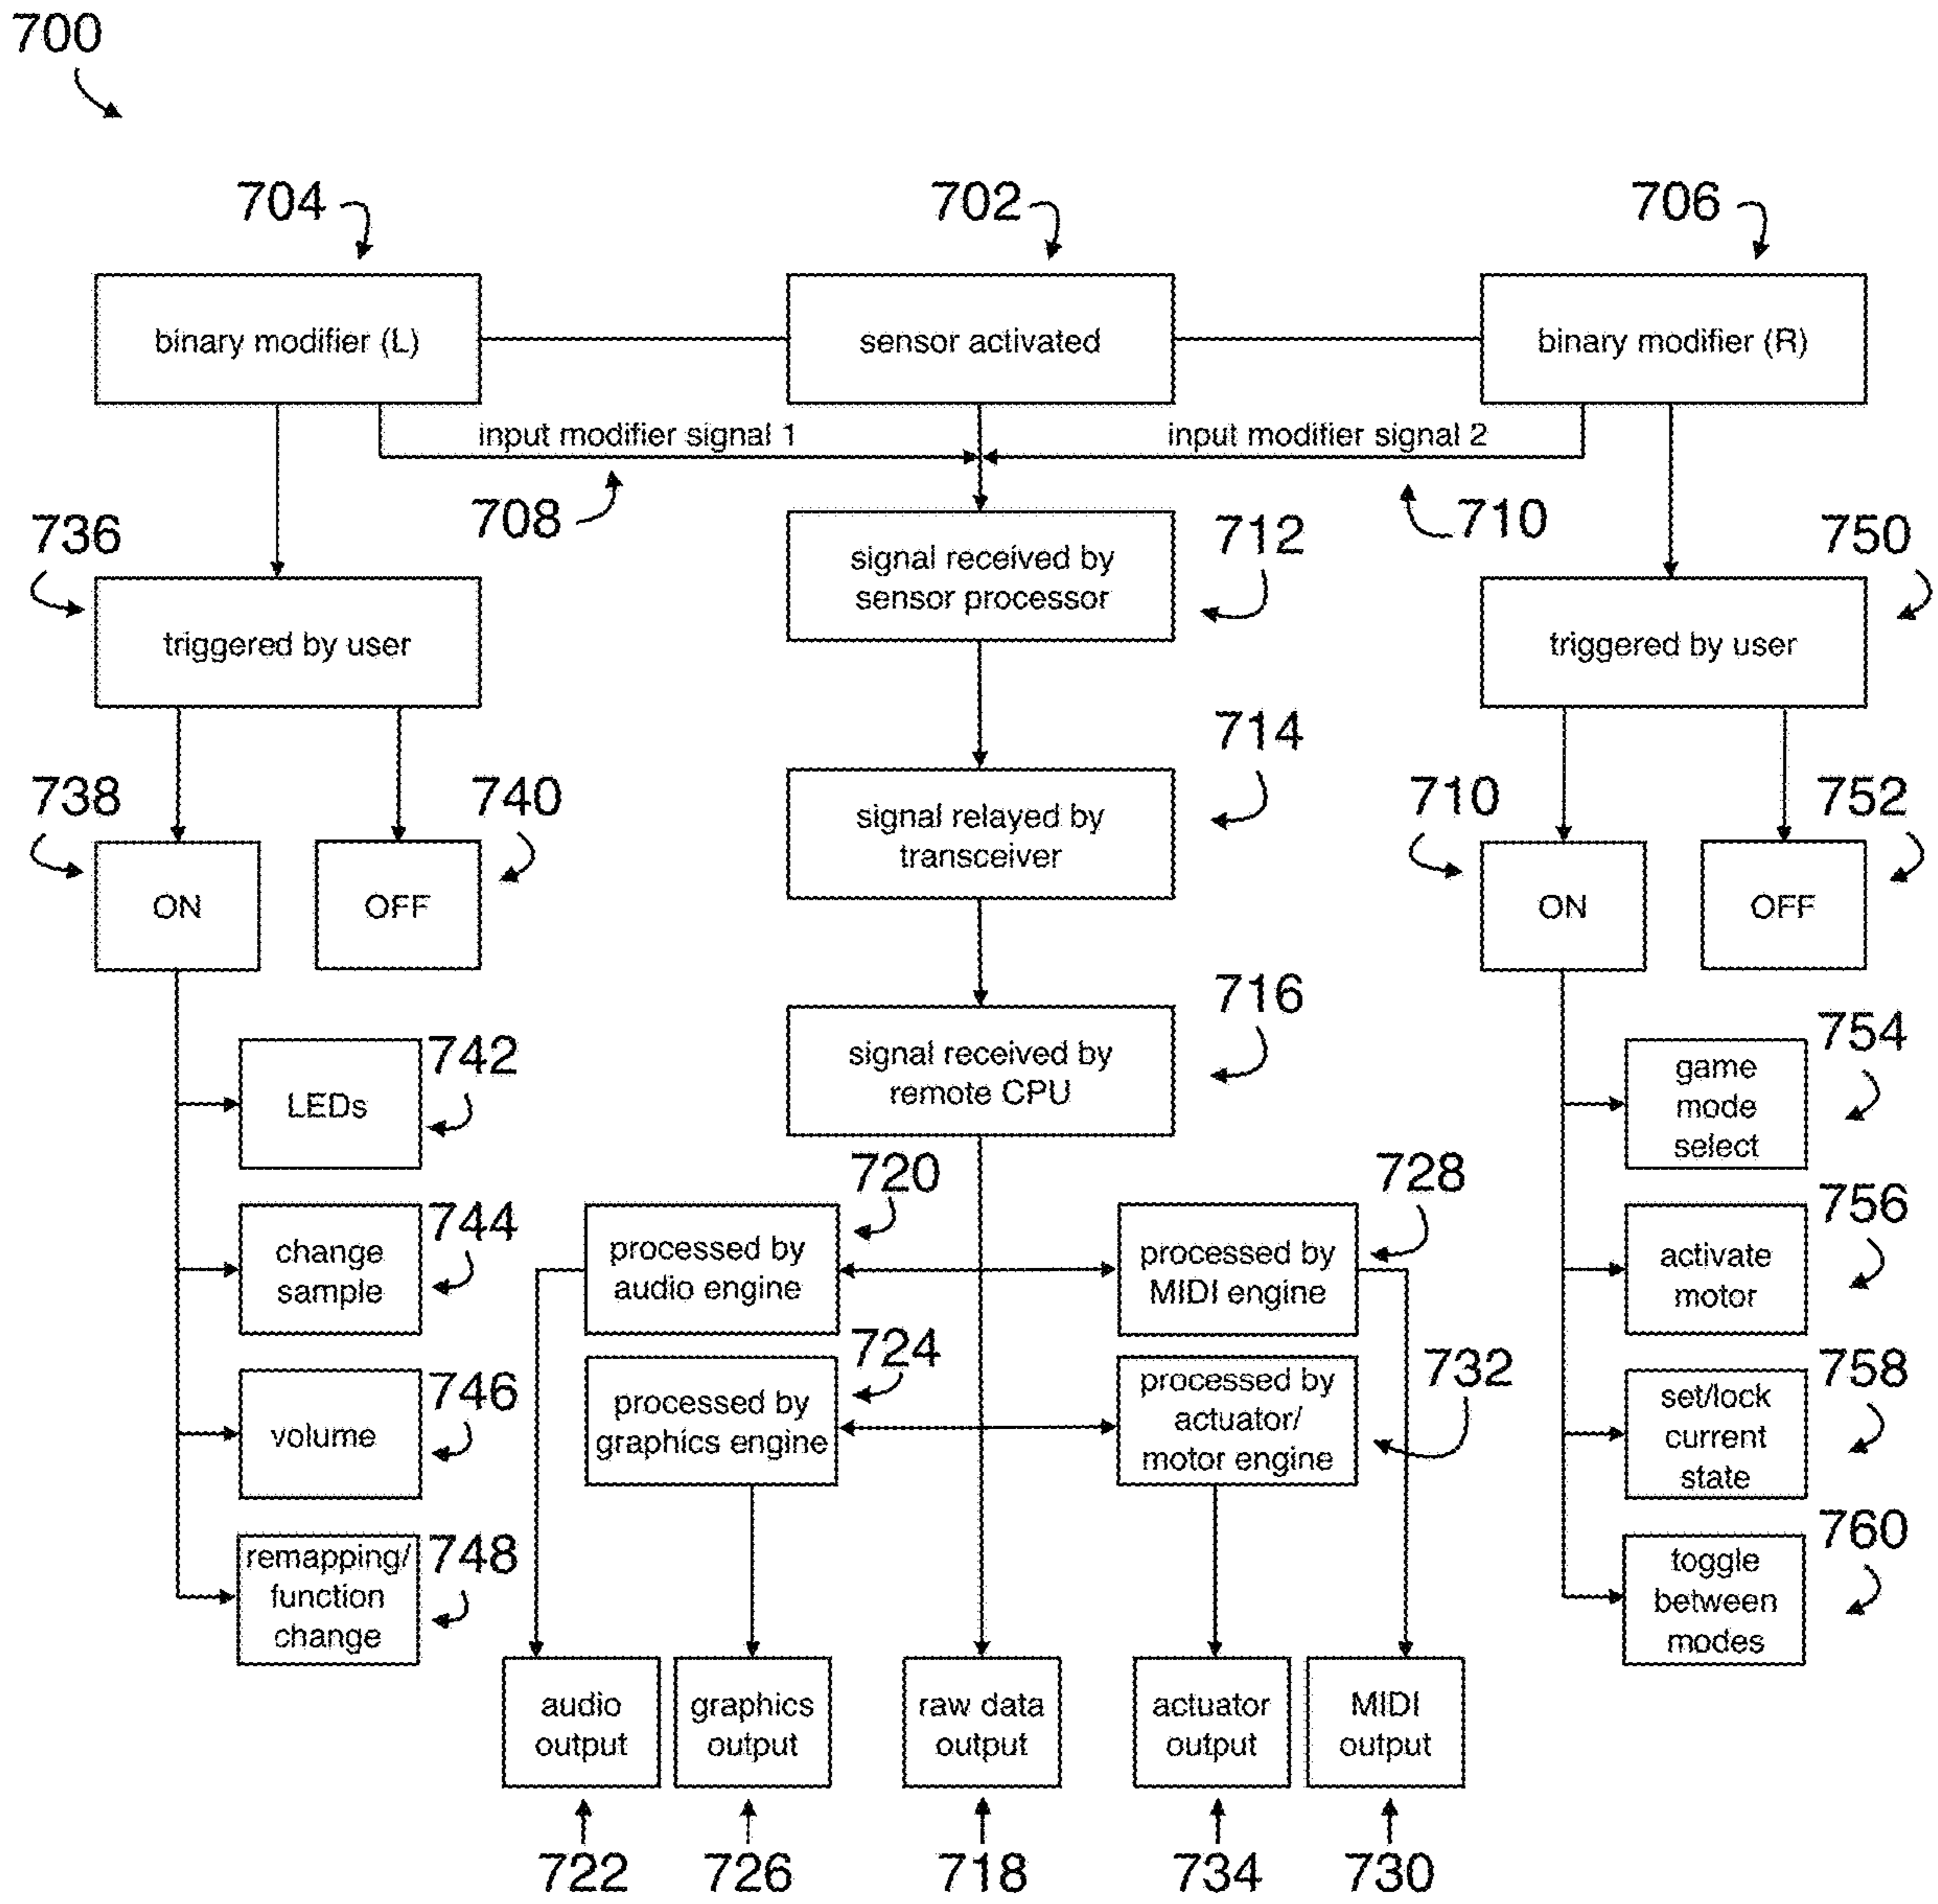 700
704
702
706
binary modifier (L)
sensor activated
binary modifier (R)
input modifier signal 1
input modifier signal 2
708
710
736
712
750
signal received by
sensor processor
triggered by user
triggered by user
714
738
740
710
752
signal relayed by
transceiver
ON
OFF
ON
OFF
716
742
754
signal received by
remote CPU
LEDs
game
mode
select
720
728
744
756
change
sample
processed by
audio engine
processed by
MIDI engine
activate
motor
724
732
746
758
volume
processed by
graphics engine
processed by
actuator/
motor engine
set/lock
current
state
748
760
remapping/
function
change
toggle
between
modes
audio
output
graphics
output
raw data
output
actuator
output
MIDI
output
722
726
718
734
730